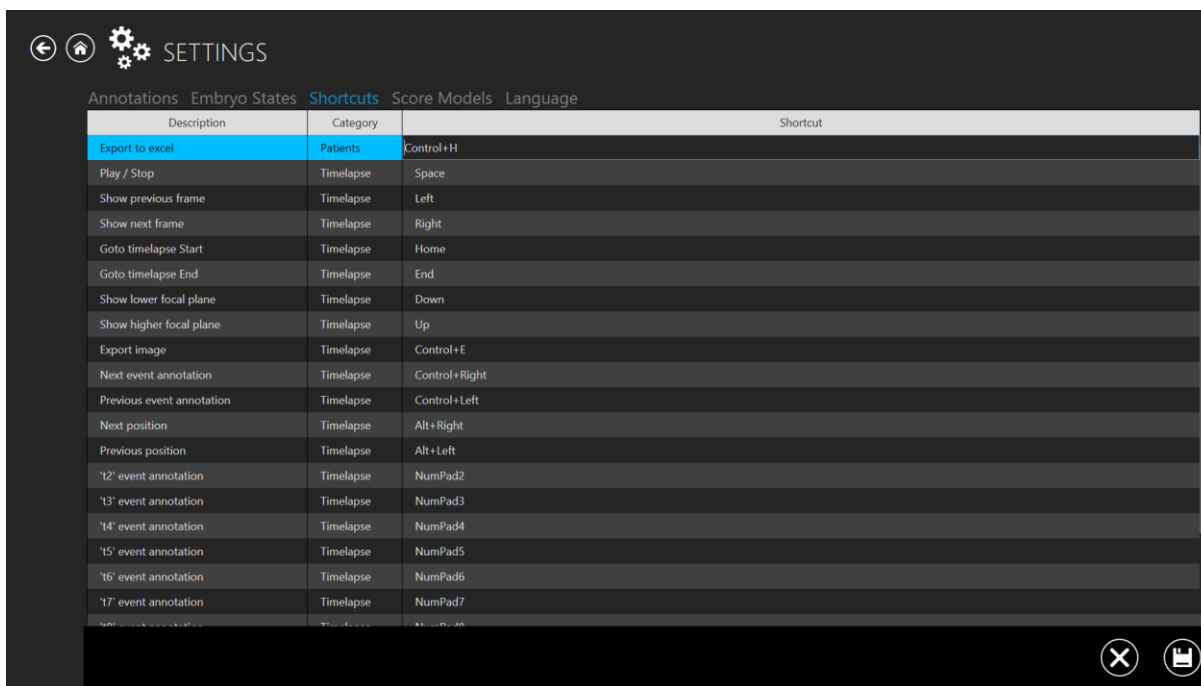 SETTINGS
Annotations Embryo States Shortcuts Score Models Language
Description Category Shortcut
Export to excel Patients Control+H
Play / Stop Timelapse Space
Show previous frame Timelapse Left
Show next frame Timelapse Right
Goto timelapse Start Timelapse Home
Goto timelapse End Timelapse End
Show lower focal plane Timelapse Down
Show higher focal plane Timelapse Up
Export image Timelapse Control+E
Next event annotation Timelapse Control+Right
Previous event annotation Timelapse Control+Left
Next position Timelapse Alt+Right
Previous position Timelapse Alt+Left
't2' event annotation Timelapse NumPad2
't3' event annotation Timelapse NumPad3
't4' event annotation Timelapse NumPad4
't5' event annotation Timelapse NumPad5
't6' event annotation Timelapse NumPad6
't7' event annotation Timelapse NumPad7